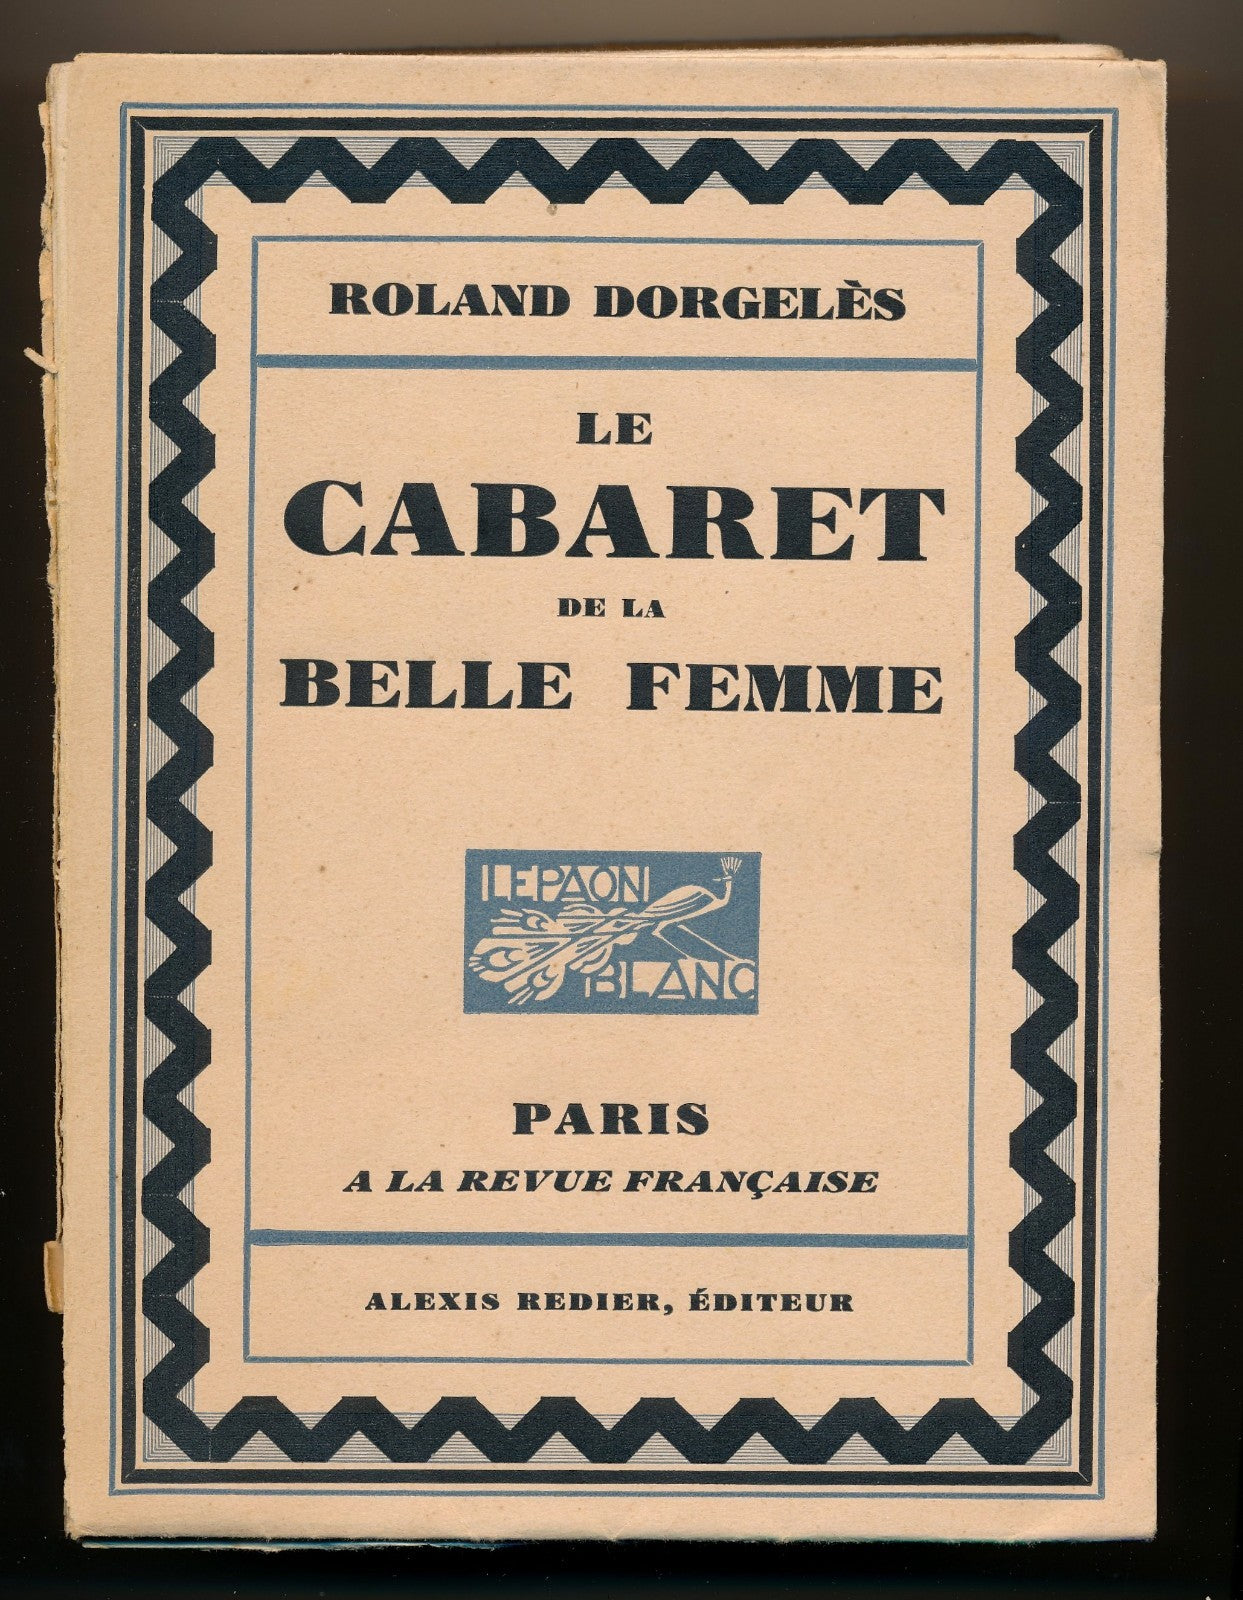 ROLAND DORGELÈS
LE
CABARET
DE LA
BELLE FEMME
LE PAON
BLANC
PARIS
A LA REVUE FRANÇAISE
ALEXIS REDIER, ÉDITEUR